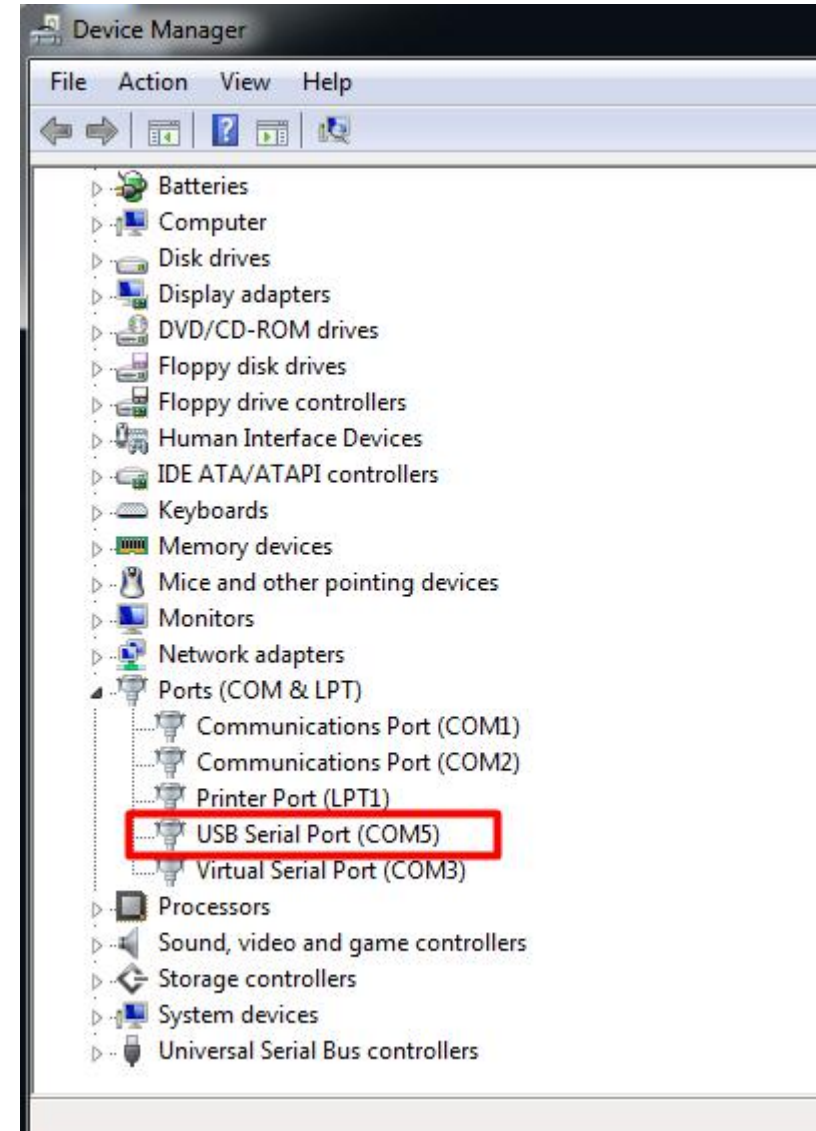 Device Manager
File Action View Help
Batteries
Computer
Disk drives
Display adapters
DVD/CD-ROM drives
Floppy disk drives
Floppy drive controllers
Human Interface Devices
IDE ATA/ATAPI controllers
Keyboards
Memory devices
Mice and other pointing devices
Monitors
Network adapters
Ports (COM & LPT)
Communications Port (COM1)
Communications Port (COM2)
Printer Port (LPT1)
USB Serial Port (COM5)
Virtual Serial Port (COM3)
Processors
Sound, video and game controllers
Storage controllers
System devices
Universal Serial Bus controllers